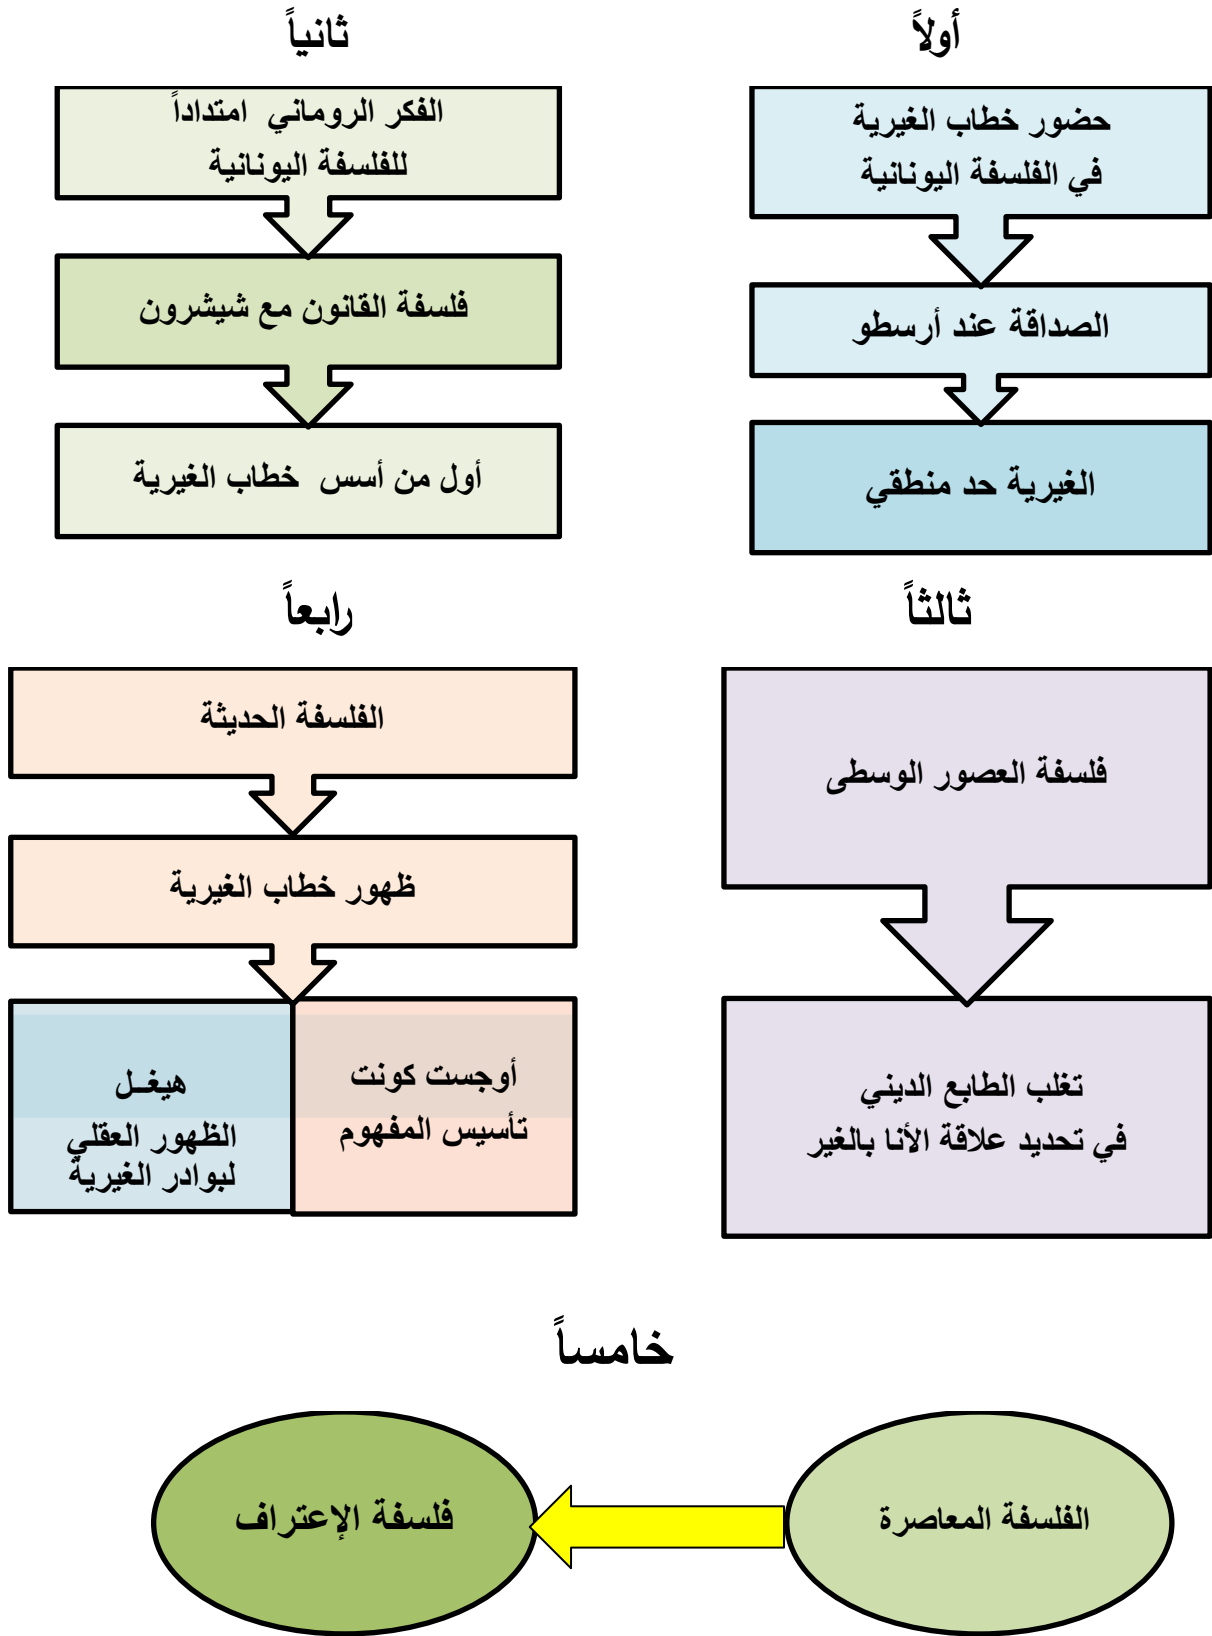 أولاً
حضور خطاب الغيرية
في الفلسفة اليونانية
الصداقة عند أرسطو
الغيرية حد منطقي
ثانياً
الفكر الروماني امتداداً
للفلسفة اليونانية
فلسفة القانون مع شيشرون
أول من أسس خطاب الغيرية
ثالثاً
فلسفة العصور الوسطى
تغلب الطابع الديني
في تحديد علاقة الأنا بالغير
رابعاً
الفلسفة الحديثة
ظهور خطاب الغيرية
أوجست كونت
تأسيس المفهوم
هيغـل
الظهور العقلي
لبوادر الغيرية
خامساً
الفلسفة المعاصرة
فلسفة الإعتراف